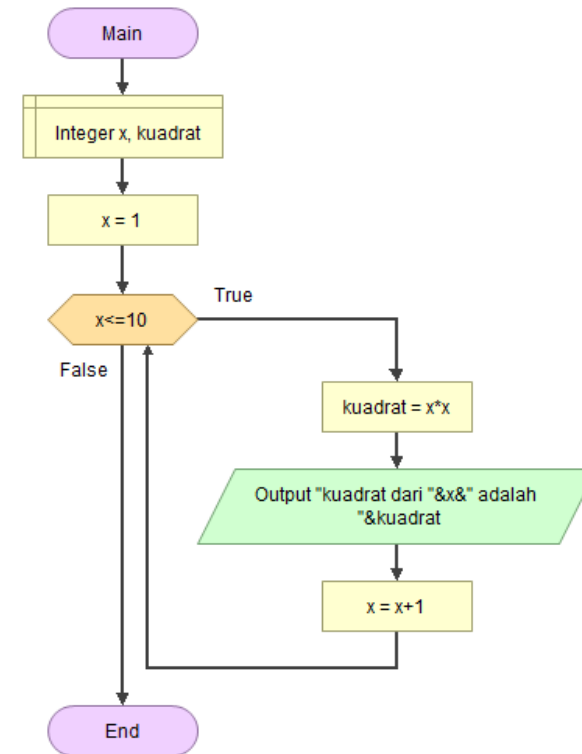 Main
Integer x, kuadrat
x = 1
x<=10
True
False
kuadrat = x*x
Output "kuadrat dari "&x&" adalah
"&kuadrat
x = x+1
End